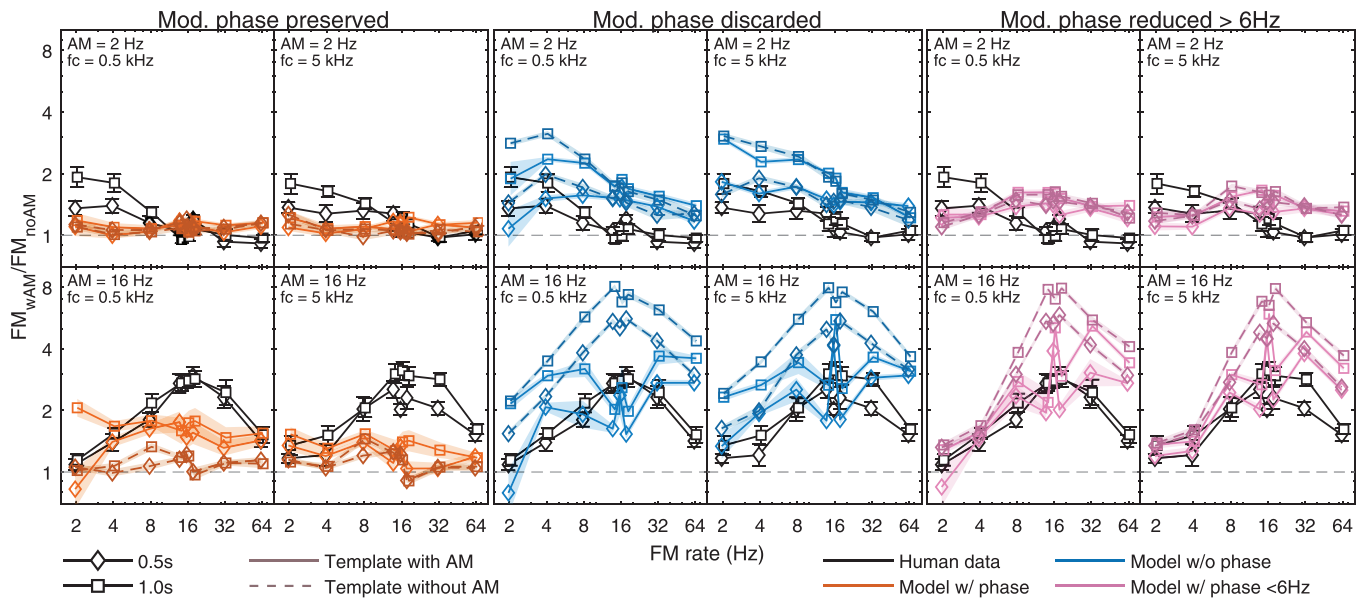 Mod. phase preserved
Mod. phase discarded
Mod. phase reduced > 6Hz
AM = 2 Hz
fc = 0.5 kHz
AM = 2 Hz
fc = 5 kHz
AM = 2 Hz
fc = 0.5 kHz
AM = 2 Hz
fc = 5 kHz
AM = 2 Hz
fc = 0.5 kHz
AM = 2 Hz
fc = 5 kHz
8
4
2
1
FMwAM/FMnoAM
AM = 16 Hz
fc = 0.5 kHz
AM = 16 Hz
fc = 5 kHz
AM = 16 Hz
fc = 0.5 kHz
AM = 16 Hz
fc = 5 kHz
AM = 16 Hz
fc = 0.5 kHz
AM = 16 Hz
fc = 5 kHz
8
4
2
1
2 4 8 16 32 64 2 4 8 16 32 64 2 4 8 16 32 64 2 4 8 16 32 64 2 4 8 16 32 64 2 4 8 16 32 64
FM rate (Hz)
0.5s
1.0s
Template with AM
Template without AM
Human data
Model w/ phase
Model w/o phase
Model w/ phase <6Hz